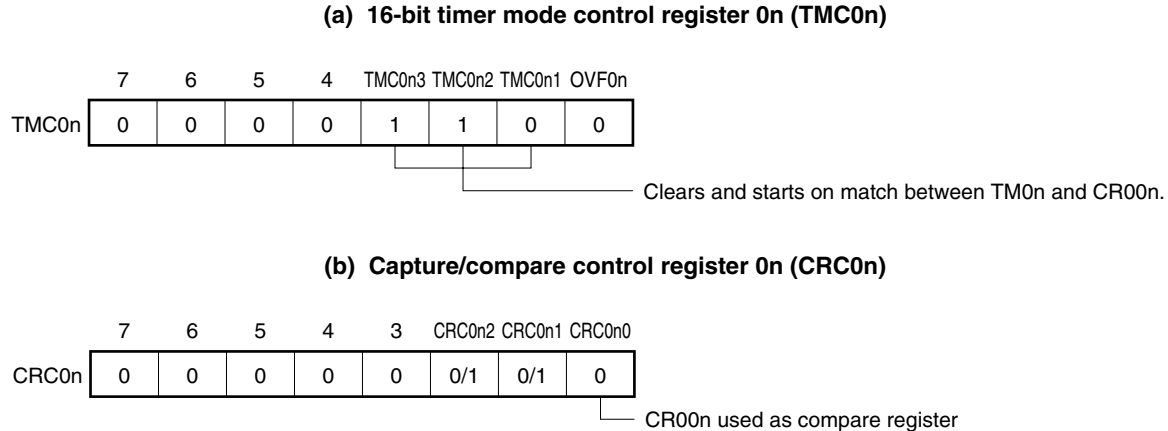 (a) 16-bit timer mode control register 0n (TMC0n)
7 6 5 4 TMC0n3 TMC0n2 TMC0n1 OVF0n
TMC0n 0 0 0 0 1 1 0 0
Clears and starts on match between TM0n and CR00n.
(b) Capture/compare control register 0n (CRC0n)
7 6 5 4 3 CRC0n2 CRC0n1 CRC0n0
CRC0n 0 0 0 0 0 0/1 0/1 0
CR00n used as compare register